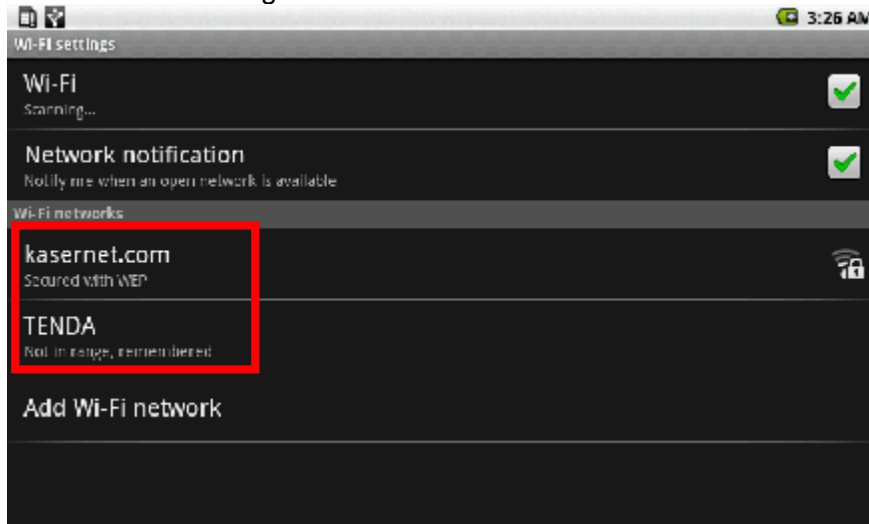 3:26 AM
Wi-Fi settings
Wi-Fi
Scanning...
Network notification
Notify me when an open network is available
Wi-Fi networks
kasernet.com
Secured with WEP
TENDA
Not in range, remembered
Add Wi-Fi network